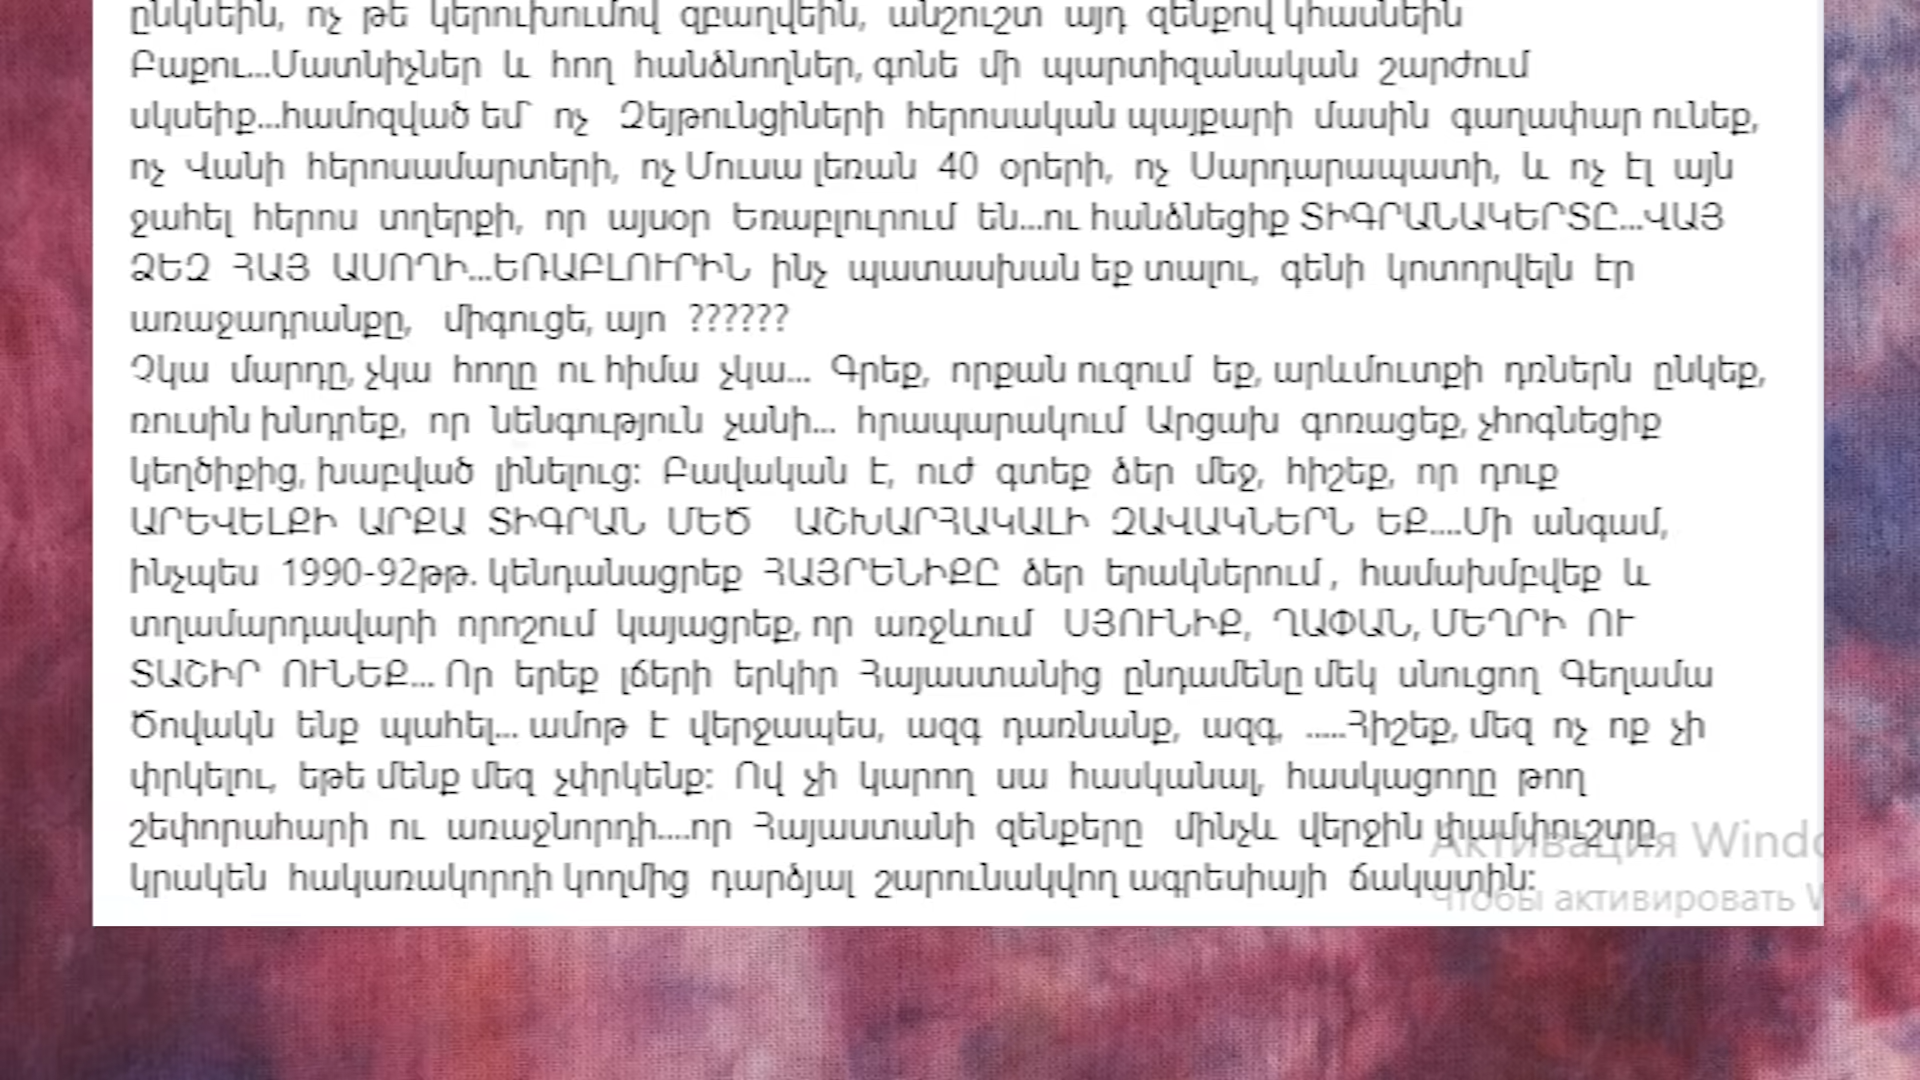 ընկնեին, ոչ թե կերուխումով զբաղվեին, անշուշտ այդ զենքով կհասնեին
Բաքու...Մատնիչներ և հող հանձնողներ, գոնե մի պարտիզանական շարժում
սկսեիք...համոզված եմ՝ ոչ Զեյթունցիների հերոսական պայքարի մասին գաղափար ունեք,
ոչ Վանի հերոսամարտերի, ոչ Մուսա լեռան 40 օրերի, ոչ Սարդարապատի, և ոչ էլ այն
ջահել հերոս տղերքի, որ այսօր Եռաբլուրում են...ու հանձնեցիք ՏԻԳՐԱՆԱԿԵՐՏԸ...ՎԱՅ
ՁԵԶ ՀԱՅ ԱՍՈՂԻ...ԵՌԱԲԼՈՒՐԻՆ ինչ պատասխան եք տալու, գենի կոտորվելն էր
առաջադրանքը, միգուցե, այո ??????
Չկա մարդը, չկա հողը ու հիմա չկա... Գրեք, որքան ուզում եք, արևմուտքի դռներն ընկեք,
ռուսին խնդրեք, որ նենգություն չանի... հրապարակում Արցախ գոռացեք, չհոգնեցիք
կեղծիքից, խաբված լինելուց: Բավական է, ուժ գտեք ձեր մեջ, հիշեք, որ դուք
ԱՐԵՎԵԼՔԻ ԱՐՔԱ ՏԻԳՐԱՆ ՄԵԾ ԱՇԽԱՐՀԱԿԱԼԻ ԶԱՎԱԿՆԵՐՆ ԵՔ....Մի անգամ,
ինչպես 1990-92թթ. կենդանացրեք ՀԱՅՐԵՆԻՔԸ ձեր երակներում , համախմբվեք և
տղամարդավարի որոշում կայացրեք, որ առջևում ՍՅՈՒՆԻՔ, ՂԱՓԱՆ, ՄԵՂՐԻ ՈՒ
ՏԱՇԻՐ ՈՒՆԵՔ... Որ երեք լճերի երկիր Հայաստանից ընդամենը մեկ սնուցող Գեղամա
Ծովակն ենք պահել... ամոթ է վերջապես, ազգ դառնանք, ազգ, .....Հիշեք, մեզ ոչ ոք չի
փրկելու, եթե մենք մեզ չփրկենք: Ով չի կարող սա հասկանալ, հասկացողը թող
շեփորահարի ու առաջնորդի....որ Հայաստանի զենքերը մինչև վերջին փամփուշտը
կրակեն հակառակորդի կողմից դարձյալ շարունակվող ագրեսիայի ճակատին:
Активация Windo
Чтобы активировать W